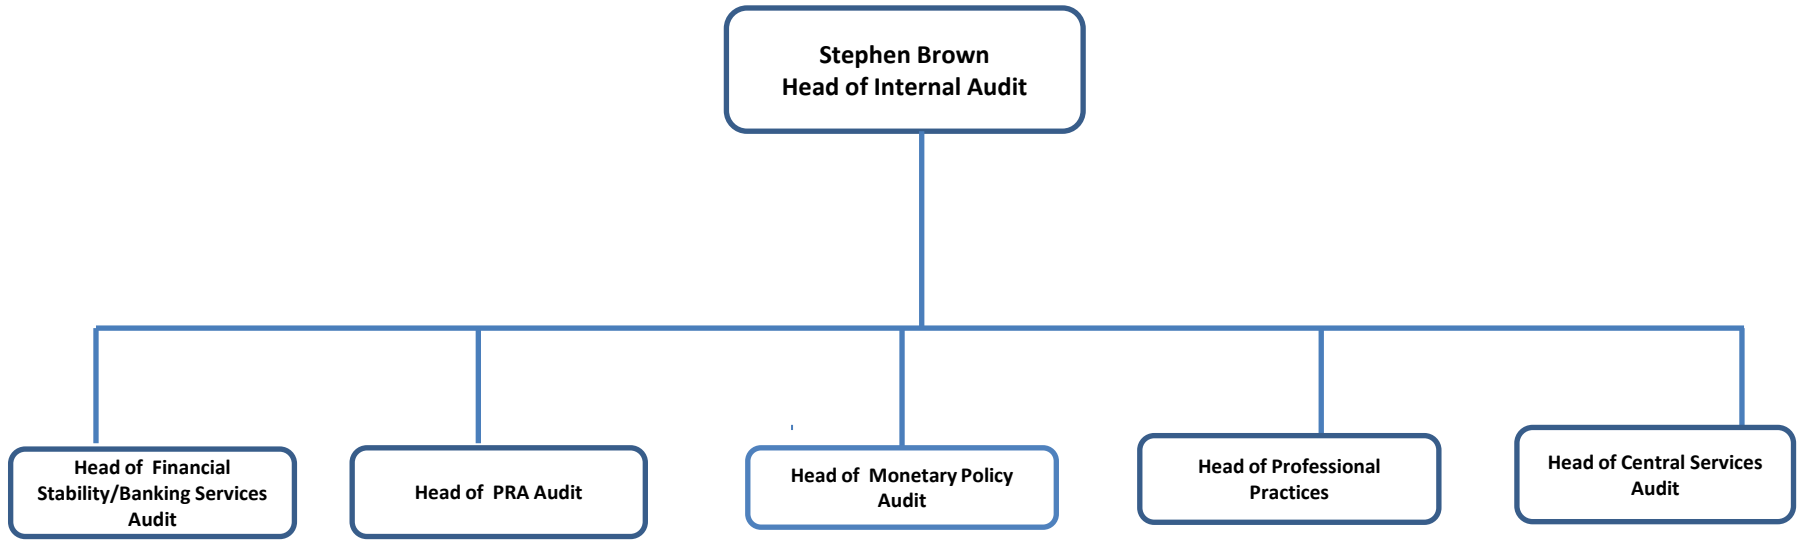 Stephen Brown
Head of Internal Audit
Head of Financial
Stability/Banking Services
Audit
Head of PRA Audit
Head of Monetary Policy
Audit
Head of Professional
Practices
Head of Central Services
Audit